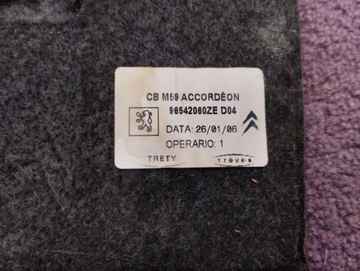 CB M59 ACCORDÉON
96542060ZE D04
DATA: 26/01/06
OPERARIO: 1
TRETY
trèves